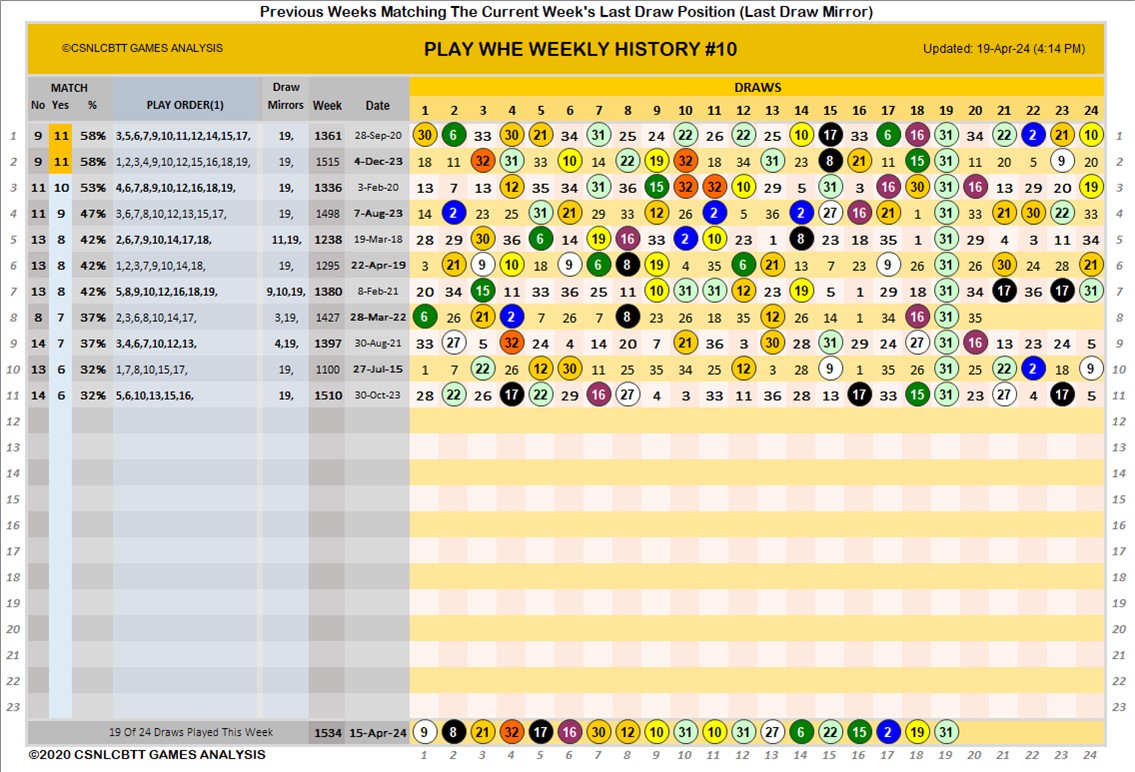 Previous Weeks Matching The Current Week's Last Draw Position (Last Draw Mirror)
©CSNLCBTT GAMES ANALYSIS PLAY WHE WEEKLY HISTORY #10 Updated: 19-Apr-24 (4:14 PM)
MATCH Draw DRAWS
No Yes % PLAY ORDER(1) Mirrors Week Date 1 2 3 4 5 6 7 8 9 10 11 12 13 14 15 16 17 18 19 20 21 22 23 24
1 9 11 58% 3,5,6,7,9,10,11,12,14,15,17, 19, 1361 28-Sep-20 30 6 33 30 21 34 31 25 24 22 26 22 25 10 17 33 6 16 31 34 22 2 21 10 1
2 9 11 58% 1,2,3,4,9,10,12,15,16,18,19, 19, 1515 4-Dec-23 18 11 32 31 33 10 14 22 19 32 18 34 31 23 8 21 11 15 31 11 20 5 9 20 2
3 11 10 53% 4,6,7,8,9,10,12,16,18,19, 19, 1336 3-Feb-20 13 7 13 12 35 34 31 36 15 32 32 10 29 5 31 3 16 30 31 16 13 29 20 19 3
4 11 9 47% 3,6,7,8,10,12,13,15,17, 19, 1498 7-Aug-23 14 2 23 25 31 21 29 33 12 26 2 5 36 2 27 16 21 1 31 33 21 30 22 33 4
5 13 8 42% 2,6,7,9,10,14,17,18, 11,19, 1238 19-Mar-18 28 29 30 36 6 14 19 16 33 2 10 23 1 8 23 18 35 1 31 29 4 3 11 34 5
6 13 8 42% 1,2,3,7,9,10,14,18, 19, 1295 22-Apr-19 3 21 9 10 18 9 6 8 19 4 35 6 21 13 7 23 9 26 31 26 30 24 28 21 6
7 13 8 42% 5,8,9,10,12,16,18,19, 9,10,19, 1380 8-Feb-21 20 34 15 11 33 36 25 11 10 31 31 12 23 19 5 1 29 18 31 34 17 36 17 31 7
8 8 7 37% 2,3,6,8,10,14,17, 3,19, 1427 28-Mar-22 6 26 21 2 7 26 7 8 23 26 18 35 12 26 14 1 34 16 31 35 8
9 14 7 37% 3,4,6,7,10,12,13, 4,19, 1397 30-Aug-21 33 27 5 32 24 4 14 20 7 21 36 3 30 28 31 29 24 27 31 16 13 23 24 5 9
10 13 6 32% 1,7,8,10,15,17, 19, 1100 27-Jul-15 1 7 22 26 12 30 11 25 35 34 25 12 3 28 9 1 35 26 31 25 22 2 18 9 10
11 14 6 32% 5,6,10,13,15,16, 19, 1510 30-Oct-23 28 22 26 17 22 29 16 27 4 3 33 11 36 28 13 17 33 15 31 23 27 4 17 5 11
12 12
13 13
14 14
15 15
16 16
17 17
18 18
19 19
20 20
21 21
22 22
23 23
19 Of 24 Draws Played This Week 1534 15-Apr-24 9 8 21 32 17 16 30 12 10 31 10 31 27 6 22 15 2 19 31
©2020 CSNLCBTT GAMES ANALYSIS 1 2 3 4 5 6 7 8 9 10 11 12 13 14 15 16 17 18 19 20 21 22 23 24